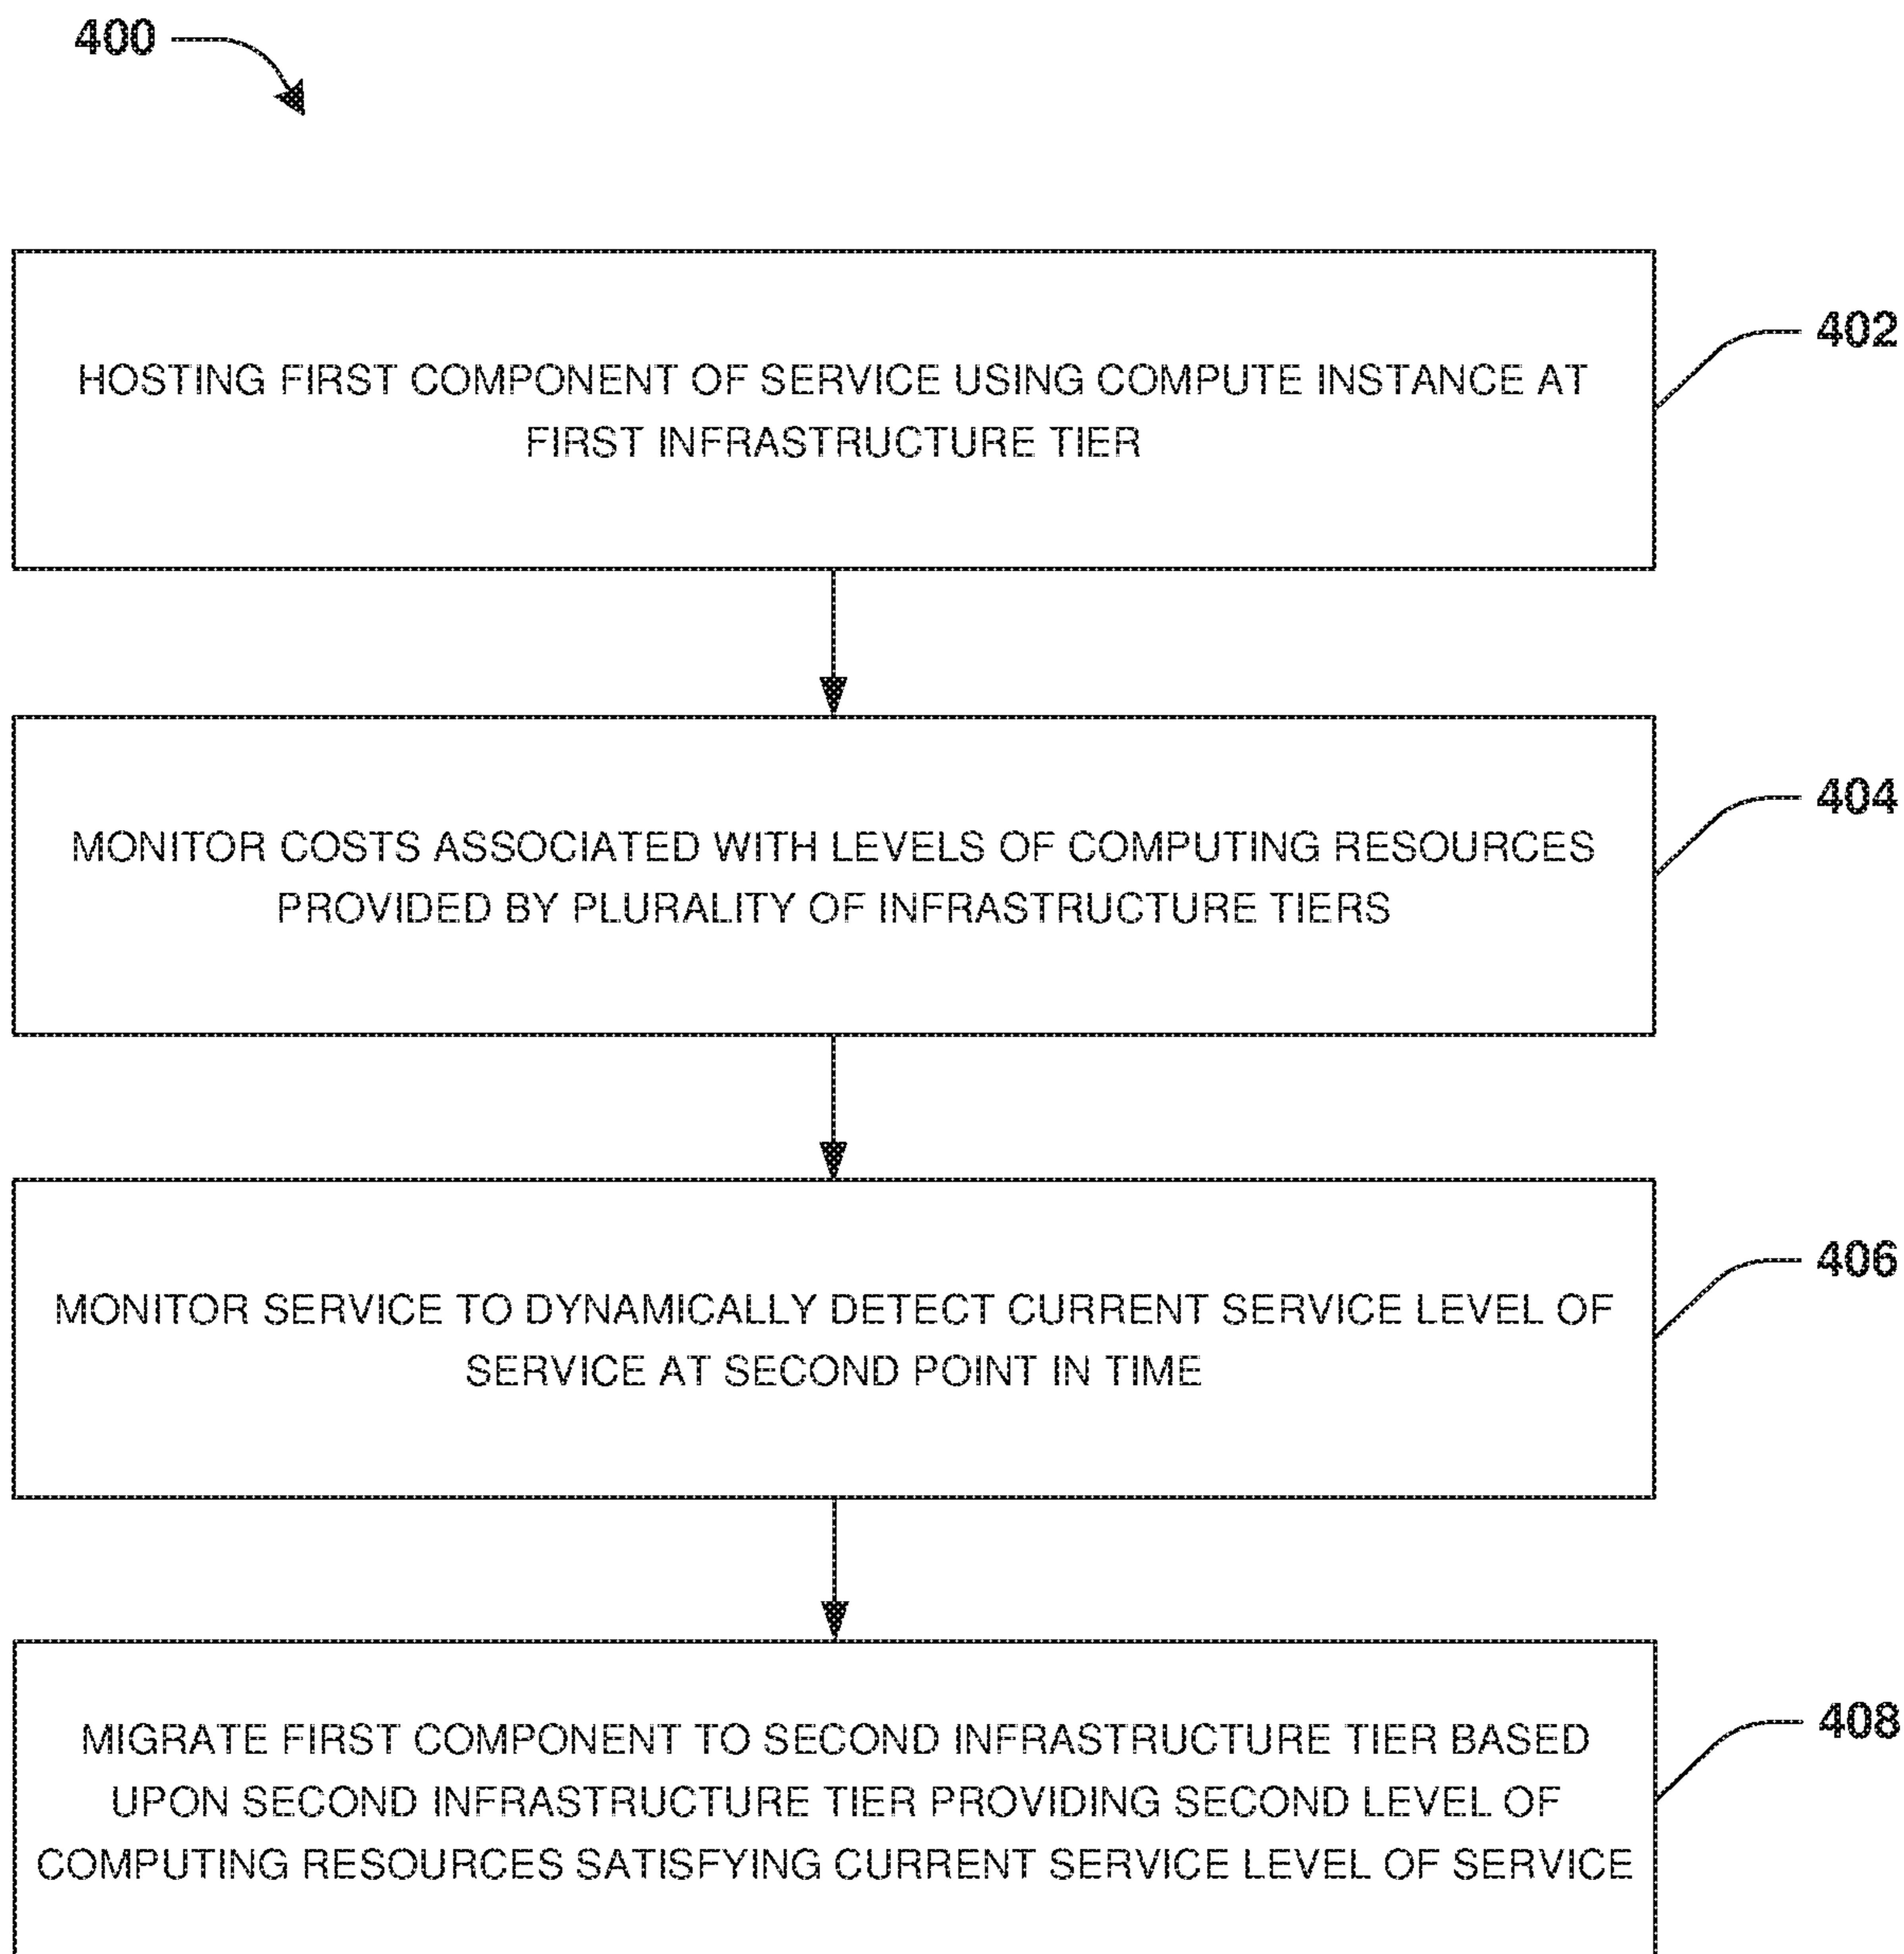 400
HOSTING FIRST COMPONENT OF SERVICE USING COMPUTE INSTANCE AT
FIRST INFRASTRUCTURE TIER
402
MONITOR COSTS ASSOCIATED WITH LEVELS OF COMPUTING RESOURCES
PROVIDED BY PLURALITY OF INFRASTRUCTURE TIERS
404
MONITOR SERVICE TO DYNAMICALLY DETECT CURRENT SERVICE LEVEL OF
SERVICE AT SECOND POINT IN TIME
406
MIGRATE FIRST COMPONENT TO SECOND INFRASTRUCTURE TIER BASED
UPON SECOND INFRASTRUCTURE TIER PROVIDING SECOND LEVEL OF
COMPUTING RESOURCES SATISFYING CURRENT SERVICE LEVEL OF SERVICE
408